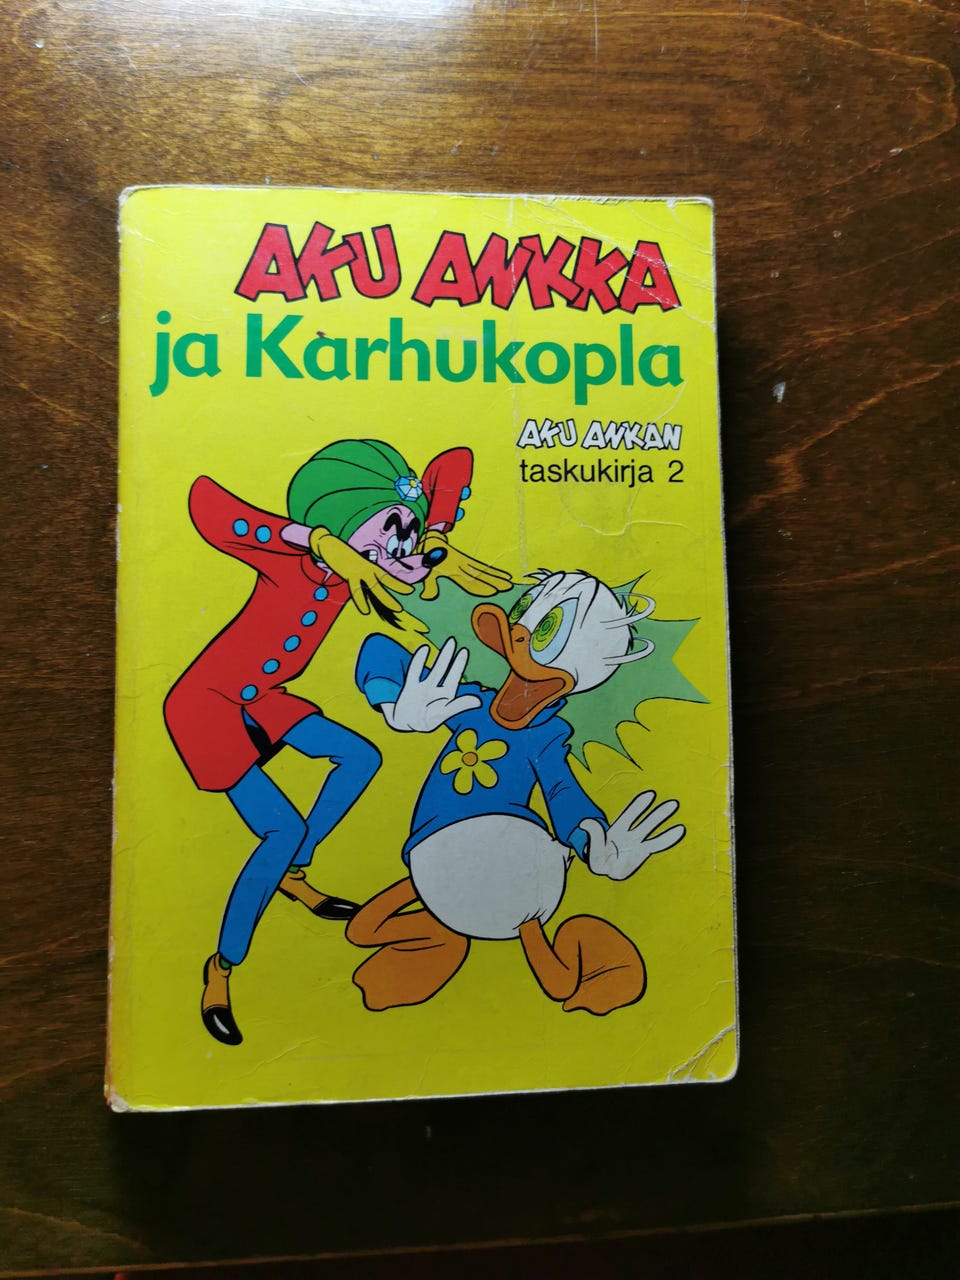 AKU ANKKA
ja Karhukopla
AKU ANKAN
taskukirja 2